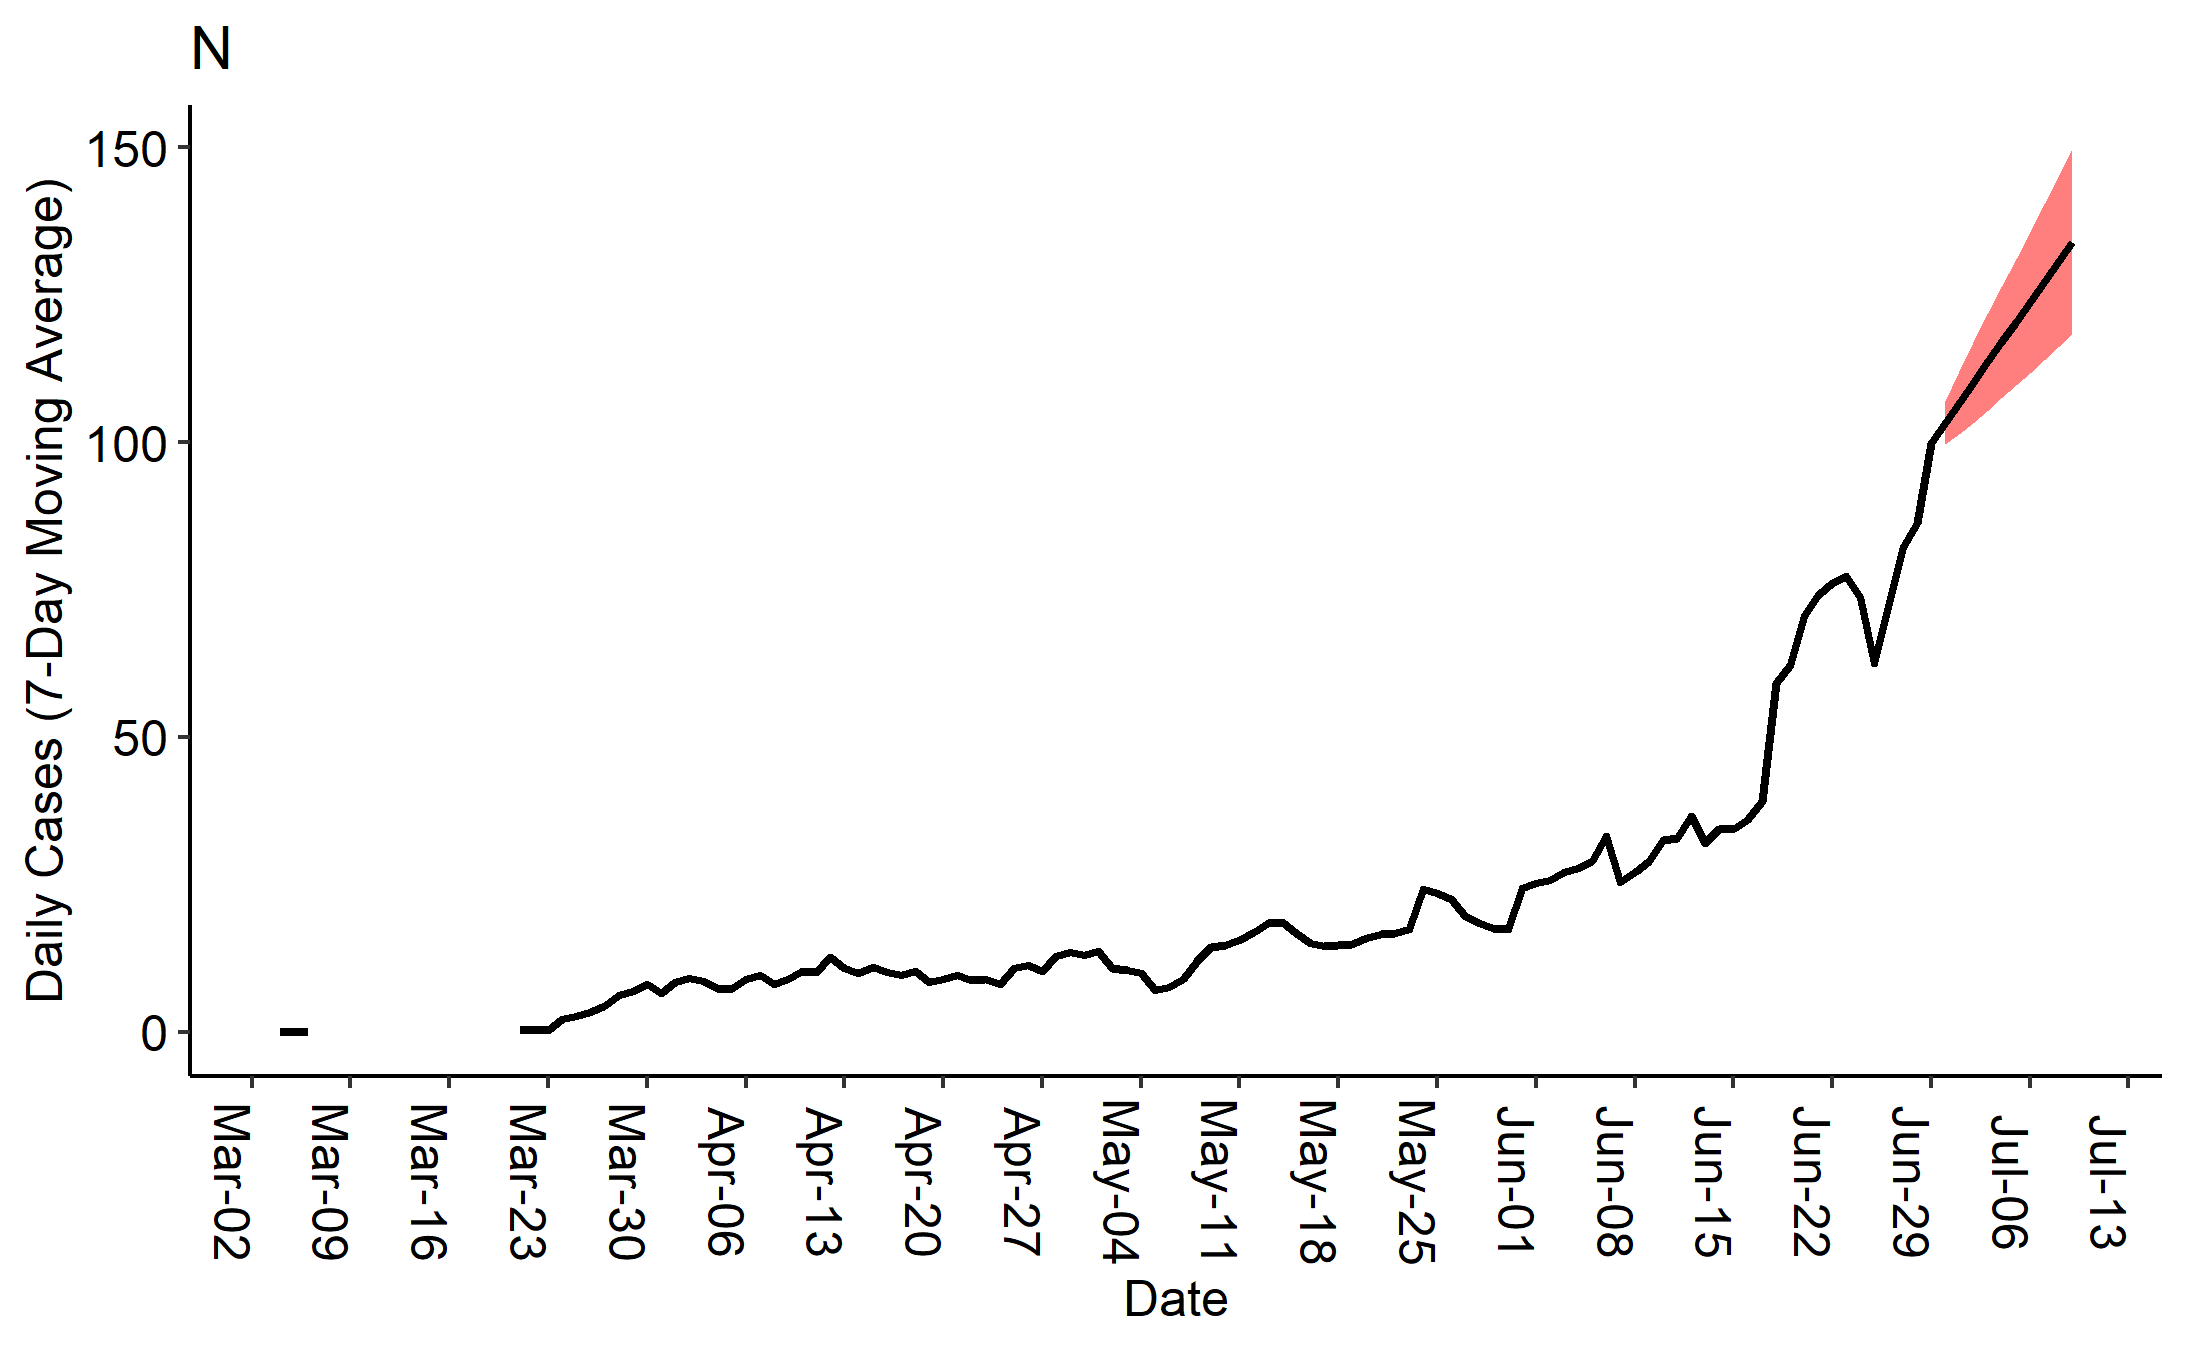 N
Daily Cases (7-Day Moving Average)
150
100
50
0
Mar-02
Mar-09
Mar-16
Mar-23
Mar-30
Apr-06
Apr-13
Apr-20
Apr-27
May-04
May-11
May-18
May-25
Jun-01
Jun-08
Jun-15
Jun-22
Jun-29
Jul-06
Jul-13
Date